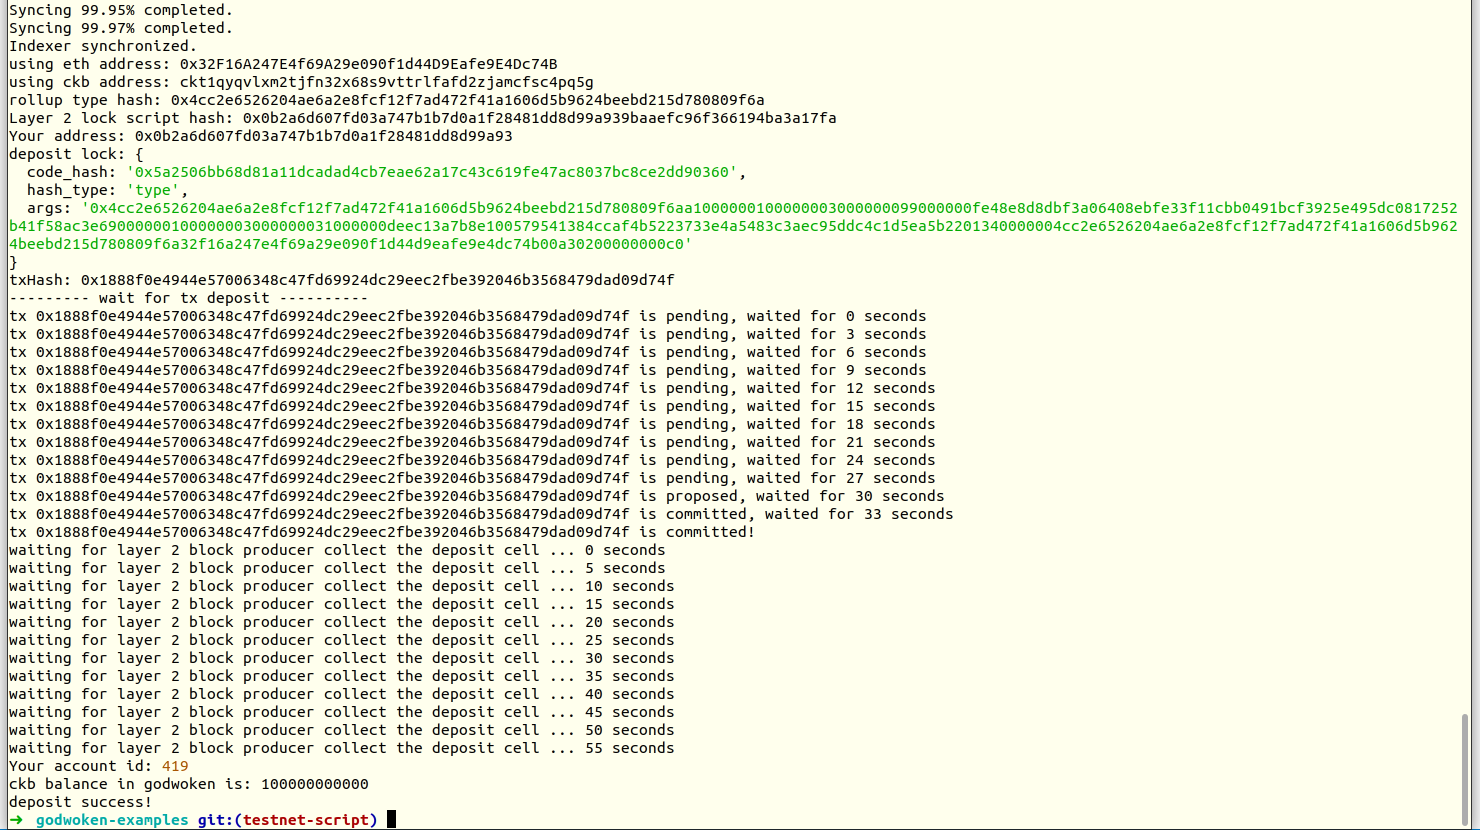 Syncing 99.95% completed.
Syncing 99.97% completed.
Indexer synchronized.
using eth address: 0x32F16A247E4f69A29e090f1d44D9Eafe9E4Dc74B
using ckb address: ckt1qyqvlxm2tjfn32x68s9vttrlfafd2zjamcfsc4pq5g
rollup type hash: 0x4cc2e6526204ae6a2e8fcf12f7ad472f41a1606d5b9624beebd215d780809f6a
Layer 2 lock script hash: 0x0b2a6d607fd03a747b1b7d0a1f28481dd8d99a939baaefc96f366194ba3a17fa
Your address: 0x0b2a6d607fd03a747b1b7d0a1f28481dd8d99a93
deposit lock: {
  code_hash: '0x5a2506bb68d81a11dcadad4cb7eae62a17c43c619fe47ac8037bc8ce2dd90360',
  hash_type: 'type',
  args: '0x4cc2e6526204ae6a2e8fcf12f7ad472f41a1606d5b9624beebd215d780809f6aa10000001000000030000000099000000fe48e8d8dbf3a06408ebfe33f11cbb0491bcf3925e495dc0817252
b41f58ac3e69000000010000000030000000031000000deec13a7b8e100579541384ccaf4b5223733e4a5483c3aec95ddc4c1d5ea5b2201340000004cc2e6526204ae6a2e8fcf12f7ad472f41a1606d5b962
4beebd215d780809f6a32f16a247e4f69a29e090f1d44d9eafe9e4dc74b00a30200000000c0'
}
txHash: 0x1888f0e4944e57006348c47fd69924dc29eec2fbe392046b3568479dad09d74f
--------- wait for tx deposit ----------
tx 0x1888f0e4944e57006348c47fd69924dc29eec2fbe392046b3568479dad09d74f is pending, waited for 0 seconds
tx 0x1888f0e4944e57006348c47fd69924dc29eec2fbe392046b3568479dad09d74f is pending, waited for 3 seconds
tx 0x1888f0e4944e57006348c47fd69924dc29eec2fbe392046b3568479dad09d74f is pending, waited for 6 seconds
tx 0x1888f0e4944e57006348c47fd69924dc29eec2fbe392046b3568479dad09d74f is pending, waited for 9 seconds
tx 0x1888f0e4944e57006348c47fd69924dc29eec2fbe392046b3568479dad09d74f is pending, waited for 12 seconds
tx 0x1888f0e4944e57006348c47fd69924dc29eec2fbe392046b3568479dad09d74f is pending, waited for 15 seconds
tx 0x1888f0e4944e57006348c47fd69924dc29eec2fbe392046b3568479dad09d74f is pending, waited for 18 seconds
tx 0x1888f0e4944e57006348c47fd69924dc29eec2fbe392046b3568479dad09d74f is pending, waited for 21 seconds
tx 0x1888f0e4944e57006348c47fd69924dc29eec2fbe392046b3568479dad09d74f is pending, waited for 24 seconds
tx 0x1888f0e4944e57006348c47fd69924dc29eec2fbe392046b3568479dad09d74f is pending, waited for 27 seconds
tx 0x1888f0e4944e57006348c47fd69924dc29eec2fbe392046b3568479dad09d74f is proposed, waited for 30 seconds
tx 0x1888f0e4944e57006348c47fd69924dc29eec2fbe392046b3568479dad09d74f is committed, waited for 33 seconds
tx 0x1888f0e4944e57006348c47fd69924dc29eec2fbe392046b3568479dad09d74f is committed!
waiting for layer 2 block producer collect the deposit cell ... 0 seconds
waiting for layer 2 block producer collect the deposit cell ... 5 seconds
waiting for layer 2 block producer collect the deposit cell ... 10 seconds
waiting for layer 2 block producer collect the deposit cell ... 15 seconds
waiting for layer 2 block producer collect the deposit cell ... 20 seconds
waiting for layer 2 block producer collect the deposit cell ... 25 seconds
waiting for layer 2 block producer collect the deposit cell ... 30 seconds
waiting for layer 2 block producer collect the deposit cell ... 35 seconds
waiting for layer 2 block producer collect the deposit cell ... 40 seconds
waiting for layer 2 block producer collect the deposit cell ... 45 seconds
waiting for layer 2 block producer collect the deposit cell ... 50 seconds
waiting for layer 2 block producer collect the deposit cell ... 55 seconds
Your account id: 419
ckb balance in godwoken is: 100000000000
deposit success!
➜  godwoken-examples git:(testnet-script)